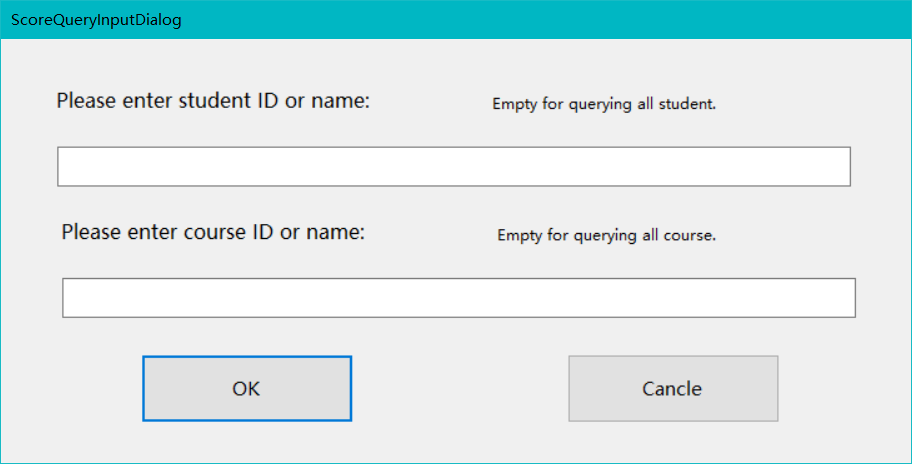 ScoreQueryInputDialog
Please enter student ID or name:
Empty for querying all student.
Please enter course ID or name:
Empty for querying all course.
OK
Cancle